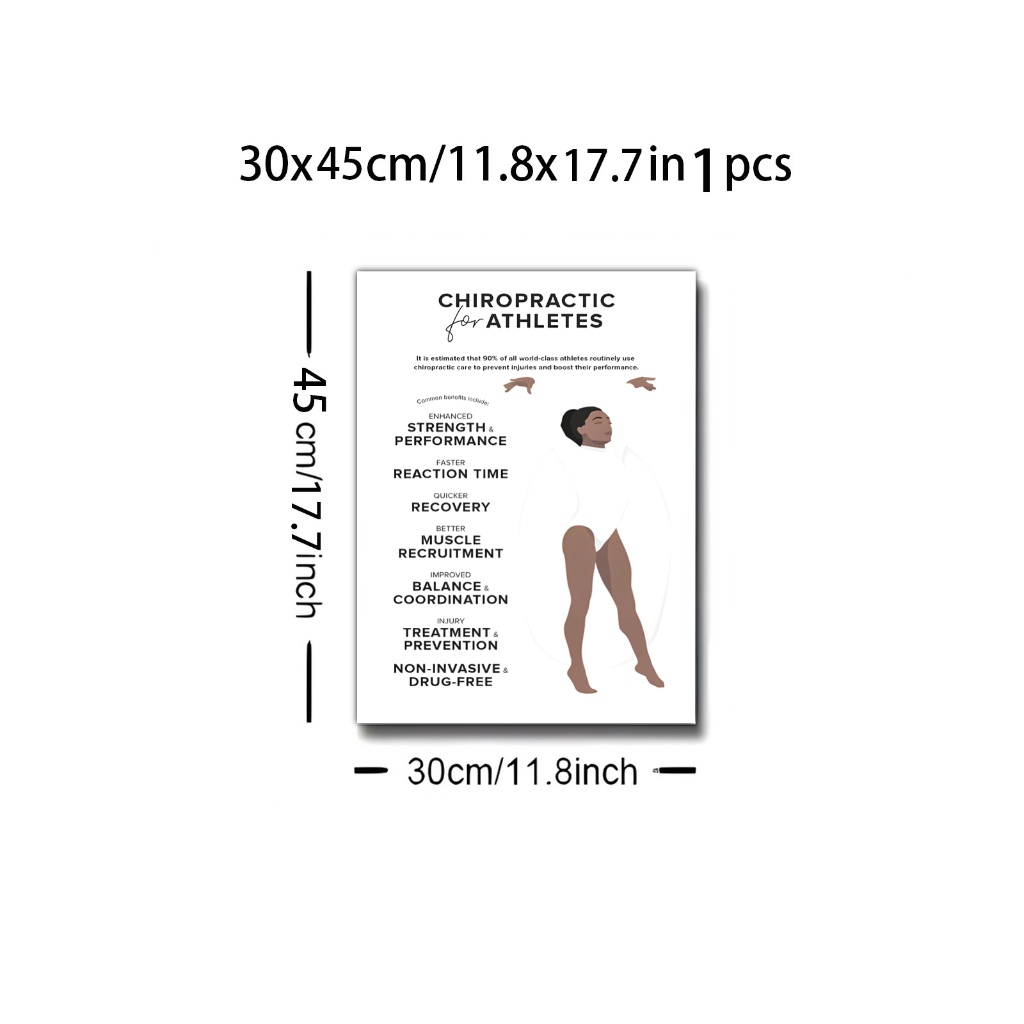 30x45cm/11.8x17.7in 1 pcs
CHIROPRACTIC
for ATHLETES
It is estimated that 90% of all world-class athletes routinely use
chiropractic care to prevent injuries and boost their performance.
Common benefits include:
ENHANCED
STRENGTH &
PERFORMANCE
FASTER
REACTION TIME
QUICKER
RECOVERY
BETTER
MUSCLE
RECRUITMENT
IMPROVED
BALANCE &
COORDINATION
INJURY
TREATMENT &
PREVENTION
NON-INVASIVE &
DRUG-FREE
45 cm/17.7inch
30cm/11.8inch